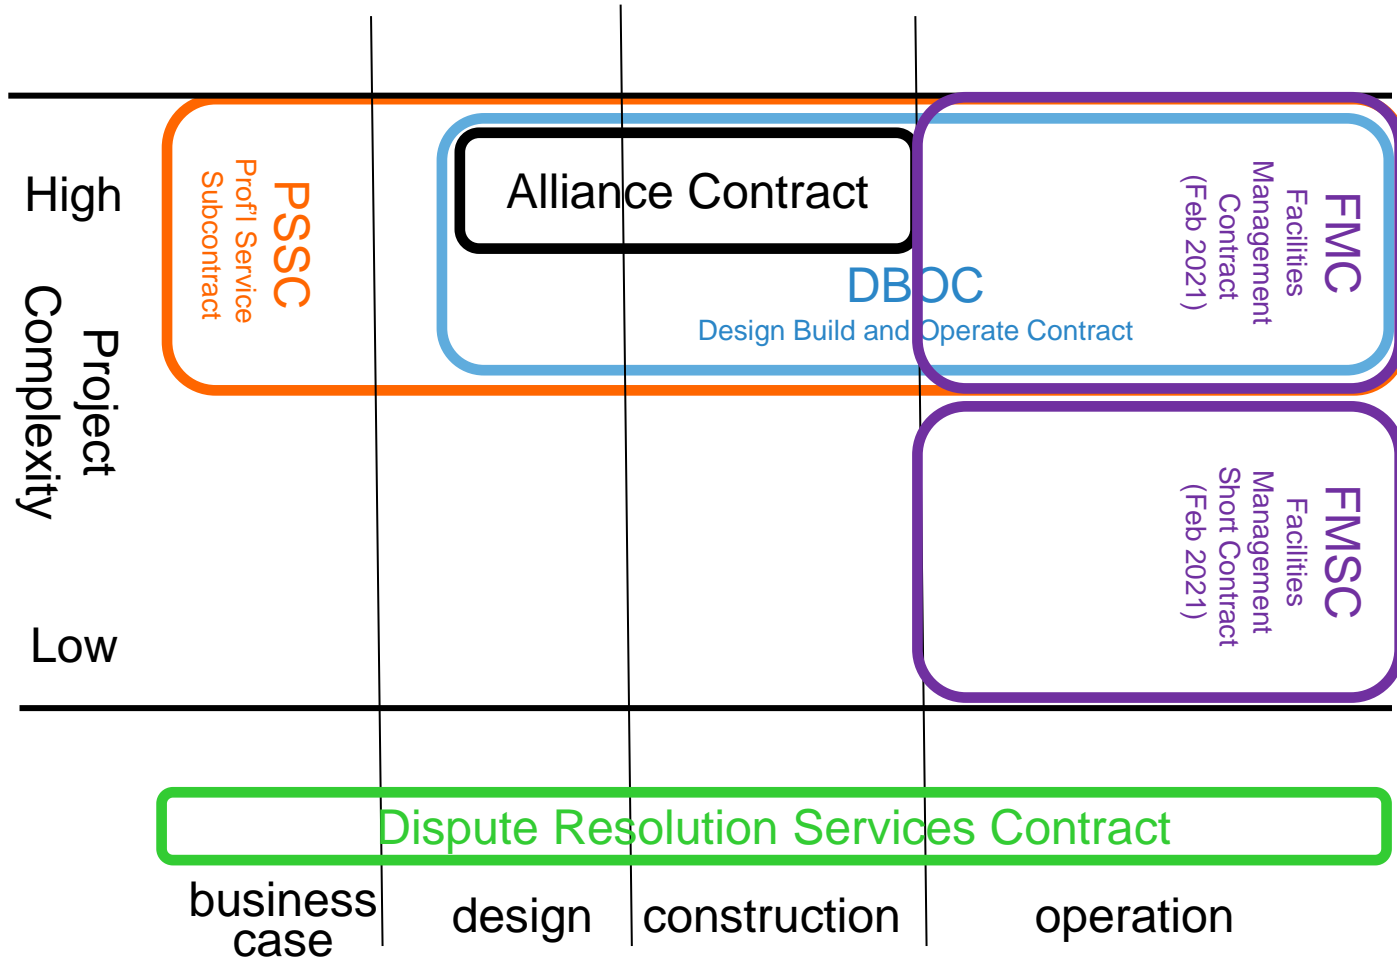 High
Project
Complexity
Low
PSSC
Prof'l Service
Subcontract
Alliance Contract
DBOC
Design Build and Operate Contract
FMC
Facilities
Management
Contract
(Feb 2021)
FMSC
Facilities
Management
Short Contract
(Feb 2021)
Dispute Resolution Services Contract
business
case
design
construction
operation